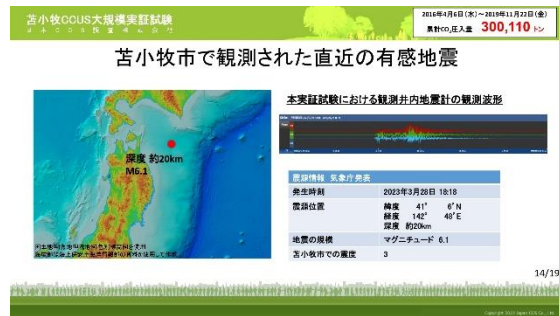 苫小牧CCUS大規模実証試験
2016年4月6日(水)~2019年11月22日(金)
累計CO₂圧入量 300,110 トン
苫小牧市で観測された直近の有感地震
本実証試験における観測井内地震計の観測波形
深度 約20km
M6.1
震源情報 気象庁発表
発生時刻 2023年3月28日 18:18
震源位置 緯度 41° 6'N
経度 142° 48'E
深度 約20km
地震の規模 マグニチュード 6.1
苫小牧市での震度 3
14/19